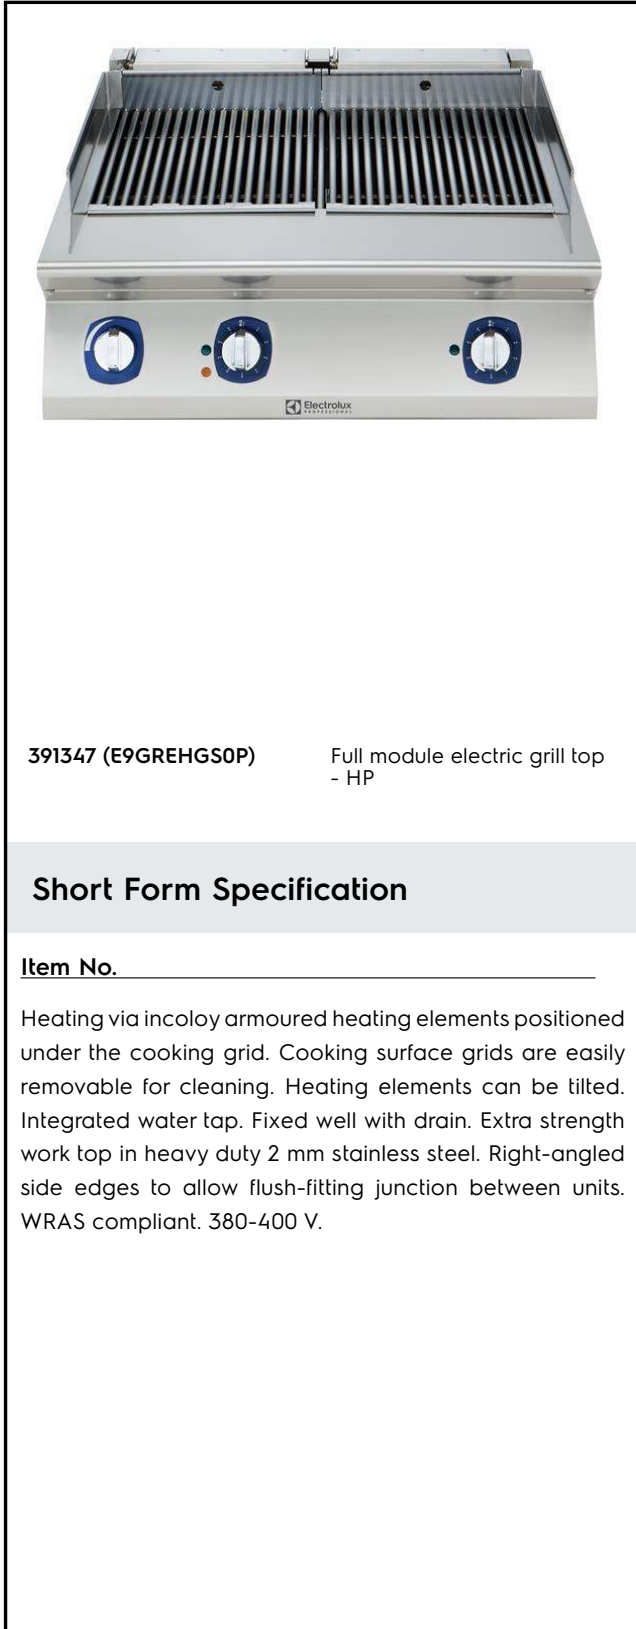 Electrolux
PROFESSIONAL
391347 (E9GREHGS0P)
Full module electric grill top
- HP
Short Form Specification
Item No.
Heating via incoloy armoured heating elements positioned
under the cooking grid. Cooking surface grids are easily
removable for cleaning. Heating elements can be tilted.
Integrated water tap. Fixed well with drain. Extra strength
work top in heavy duty 2 mm stainless steel. Right-angled
side edges to allow flush-fitting junction between units.
WRAS compliant. 380-400 V.